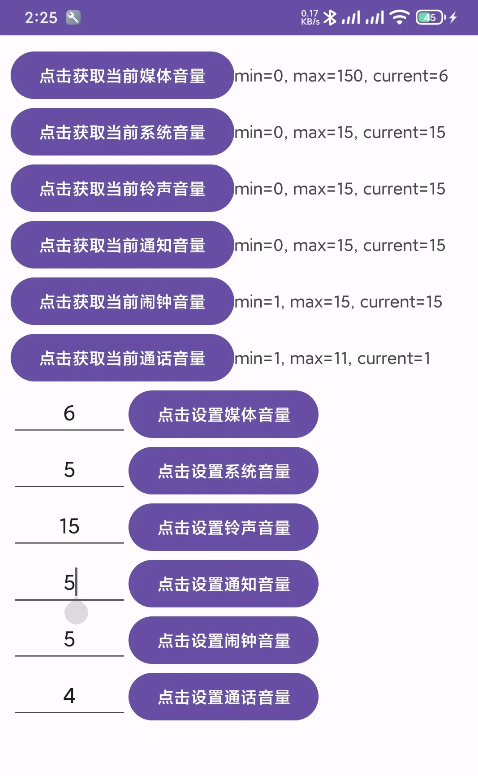 2:25 0.17 KB/s 45
点击获取当前媒体音量 min=0, max=150, current=6
点击获取当前系统音量 min=0, max=15, current=15
点击获取当前铃声音量 min=0, max=15, current=15
点击获取当前通知音量 min=0, max=15, current=15
点击获取当前闹钟音量 min=1, max=15, current=15
点击获取当前通话音量 min=1, max=11, current=1
6 点击设置媒体音量
5 点击设置系统音量
15 点击设置铃声音量
5 点击设置通知音量
5 点击设置闹钟音量
4 点击设置通话音量